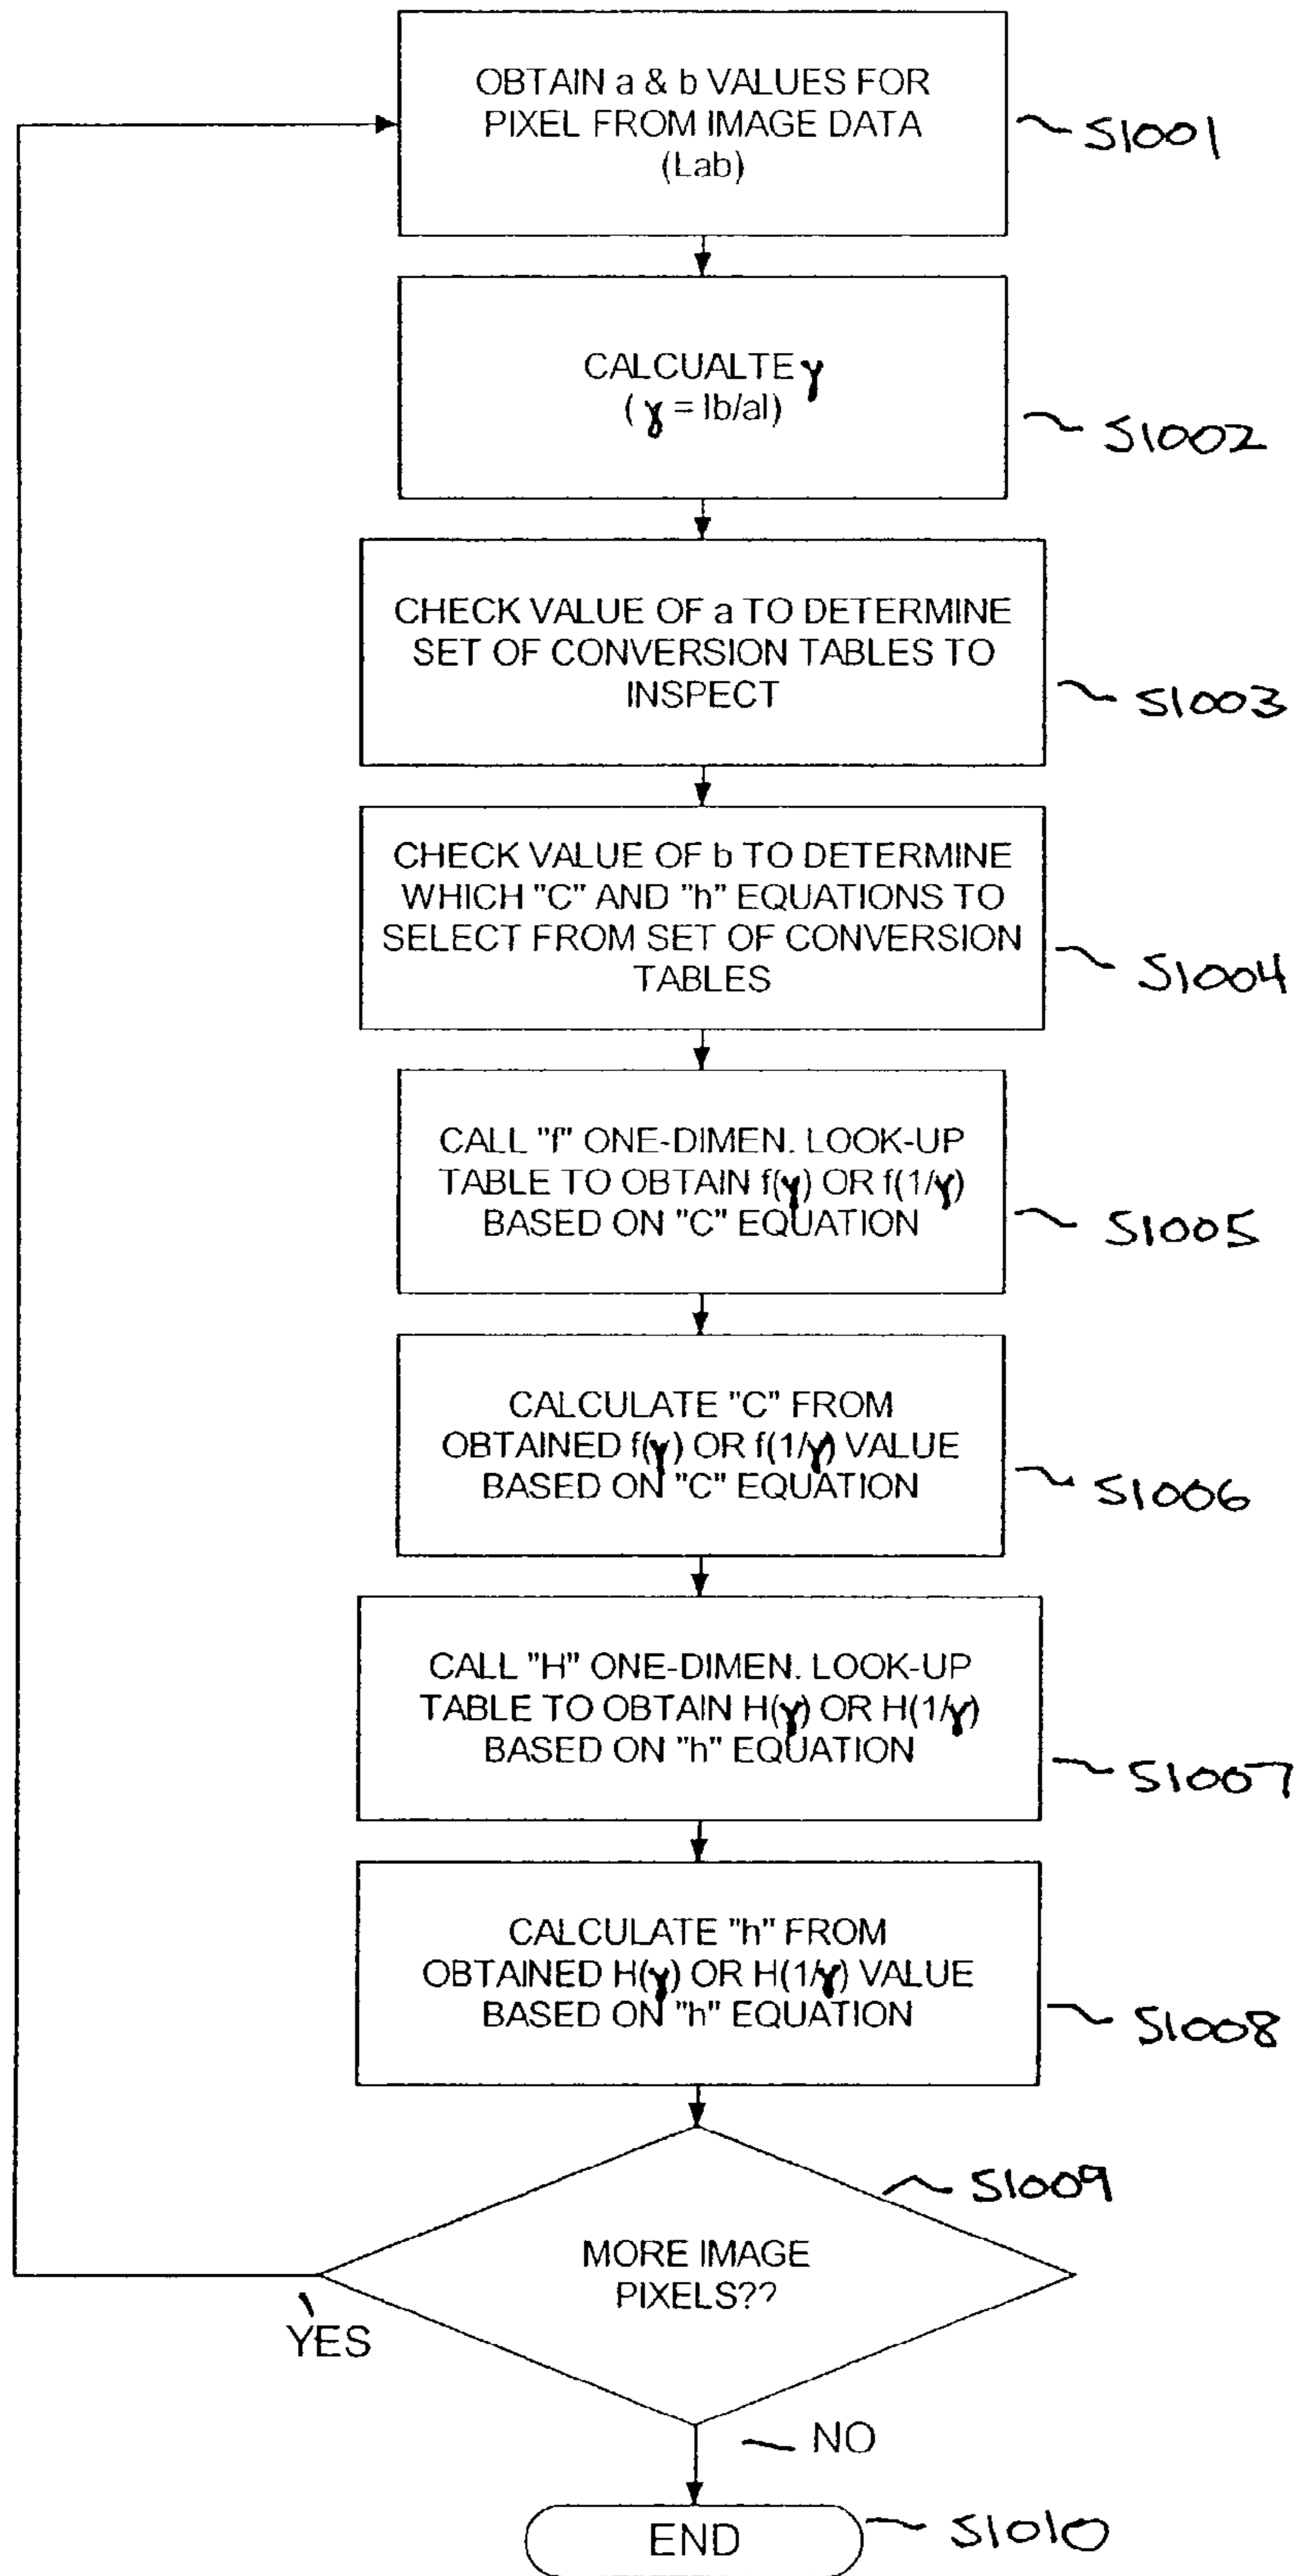 OBTAIN a & b VALUES FOR
PIXEL FROM IMAGE DATA
(Lab)
S1001
CALCUALTE γ
( γ = lb/al)
S1002
CHECK VALUE OF a TO DETERMINE
SET OF CONVERSION TABLES TO
INSPECT
S1003
CHECK VALUE OF b TO DETERMINE
WHICH "C" AND "h" EQUATIONS TO
SELECT FROM SET OF CONVERSION
TABLES
S1004
CALL "f" ONE-DIMEN. LOOK-UP
TABLE TO OBTAIN f(γ) OR f(1/γ)
BASED ON "C" EQUATION
S1005
CALCULATE "C" FROM
OBTAINED f(γ) OR f(1/γ) VALUE
BASED ON "C" EQUATION
S1006
CALL "H" ONE-DIMEN. LOOK-UP
TABLE TO OBTAIN H(γ) OR H(1/γ)
BASED ON "h" EQUATION
S1007
CALCULATE "h" FROM
OBTAINED H(γ) OR H(1/γ) VALUE
BASED ON "h" EQUATION
S1008
S1009
MORE IMAGE
PIXELS??
YES
NO
END
S1010